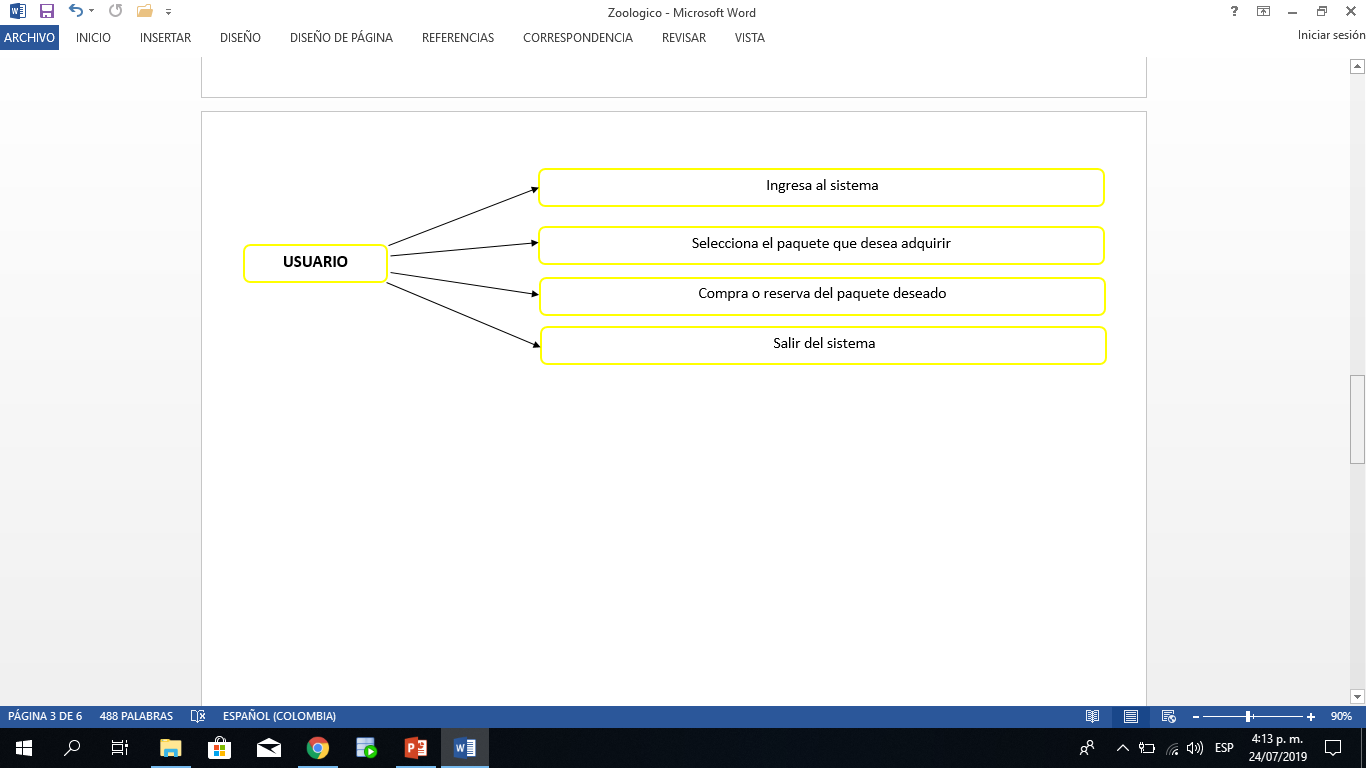 Zoologico - Microsoft Word
?
ARCHIVO INICIO INSERTAR DISEÑO DISEÑO DE PÁGINA REFERENCIAS CORRESPONDENCIA REVISAR VISTA Iniciar sesión
Ingresa al sistema
Selecciona el paquete que desea adquirir
USUARIO
Compra o reserva del paquete deseado
Salir del sistema
PÁGINA 3 DE 6 488 PALABRAS ESPAÑOL (COLOMBIA) 90%
ESP 4:13 p. m.
24/07/2019